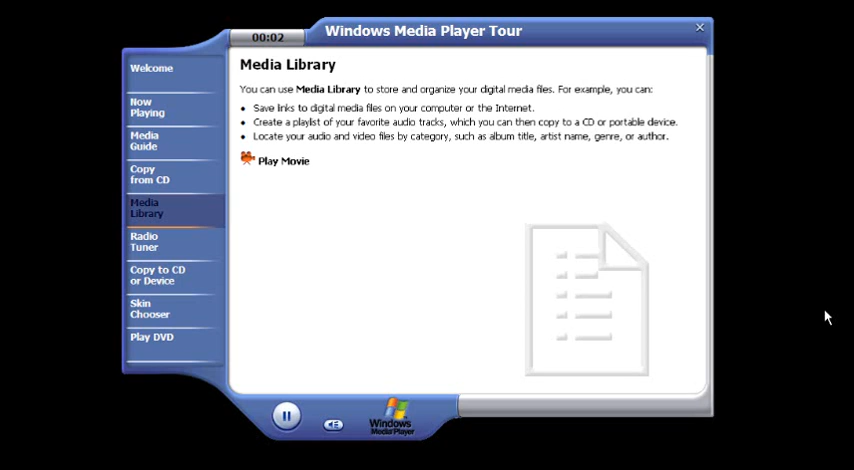 00:02
Windows Media Player Tour
Welcome
Now
Playing
Media
Guide
Copy
from CD
Media
Library
Radio
Tuner
Copy to CD
or Device
Skin
Chooser
Play DVD
Media Library
You can use Media Library to store and organize your digital media files. For example, you can:
Save links to digital media files on your computer or the Internet.
Create a playlist of your favorite audio tracks, which you can then copy to a CD or portable device.
Locate your audio and video files by category, such as album title, artist name, genre, or author.
Play Movie
Windows
Media Player